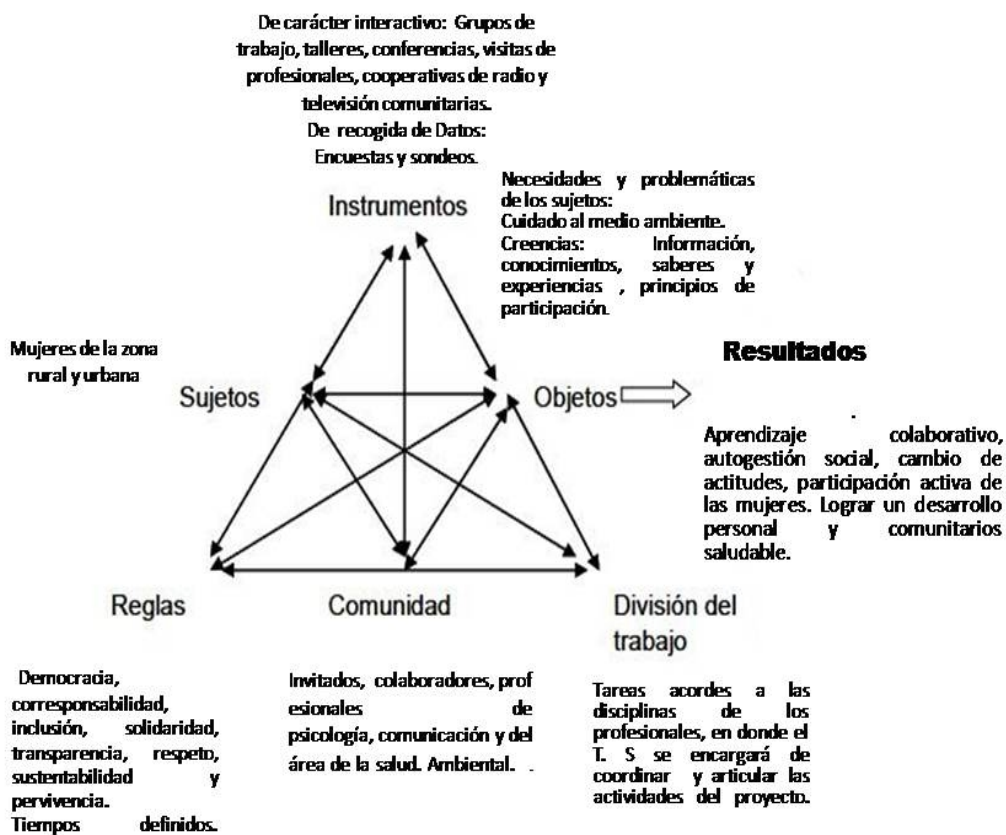 De carácter interactivo: Grupos de
trabajo, talleres, conferencias, visitas de
profesionales, cooperativas de radio y
televisión comunitarias.
De recogida de Datos:
Encuestas y sondeos.
Instrumentos
Necesidades y problemáticas
de los sujetos:
Cuidado al medio ambiente.
Creencias: Información,
conocimientos, saberes y
experiencias , principios de
participación.
Mujeres de la zona
rural y urbana
Sujetos
Objetos
Resultados
Aprendizaje colaborativo,
autogestión social, cambio de
actitudes, participación activa de
las mujeres. Lograr un desarrollo
personal y comunitarios
saludable.
Reglas
Comunidad
División del
trabajo
Democracia,
corresponsabilidad,
inclusión, solidaridad,
transparencia, respeto,
sustentabilidad y
pervivencia.
Tiempos definidos.
Invitados, colaboradores, prof
esionales de
psicología, comunicación y del
área de la salud. Ambiental. .
Tareas acordes a las
disciplinas de los
profesionales, en donde el
T. S se encargará de
coordinar y articular las
actividades del proyecto.